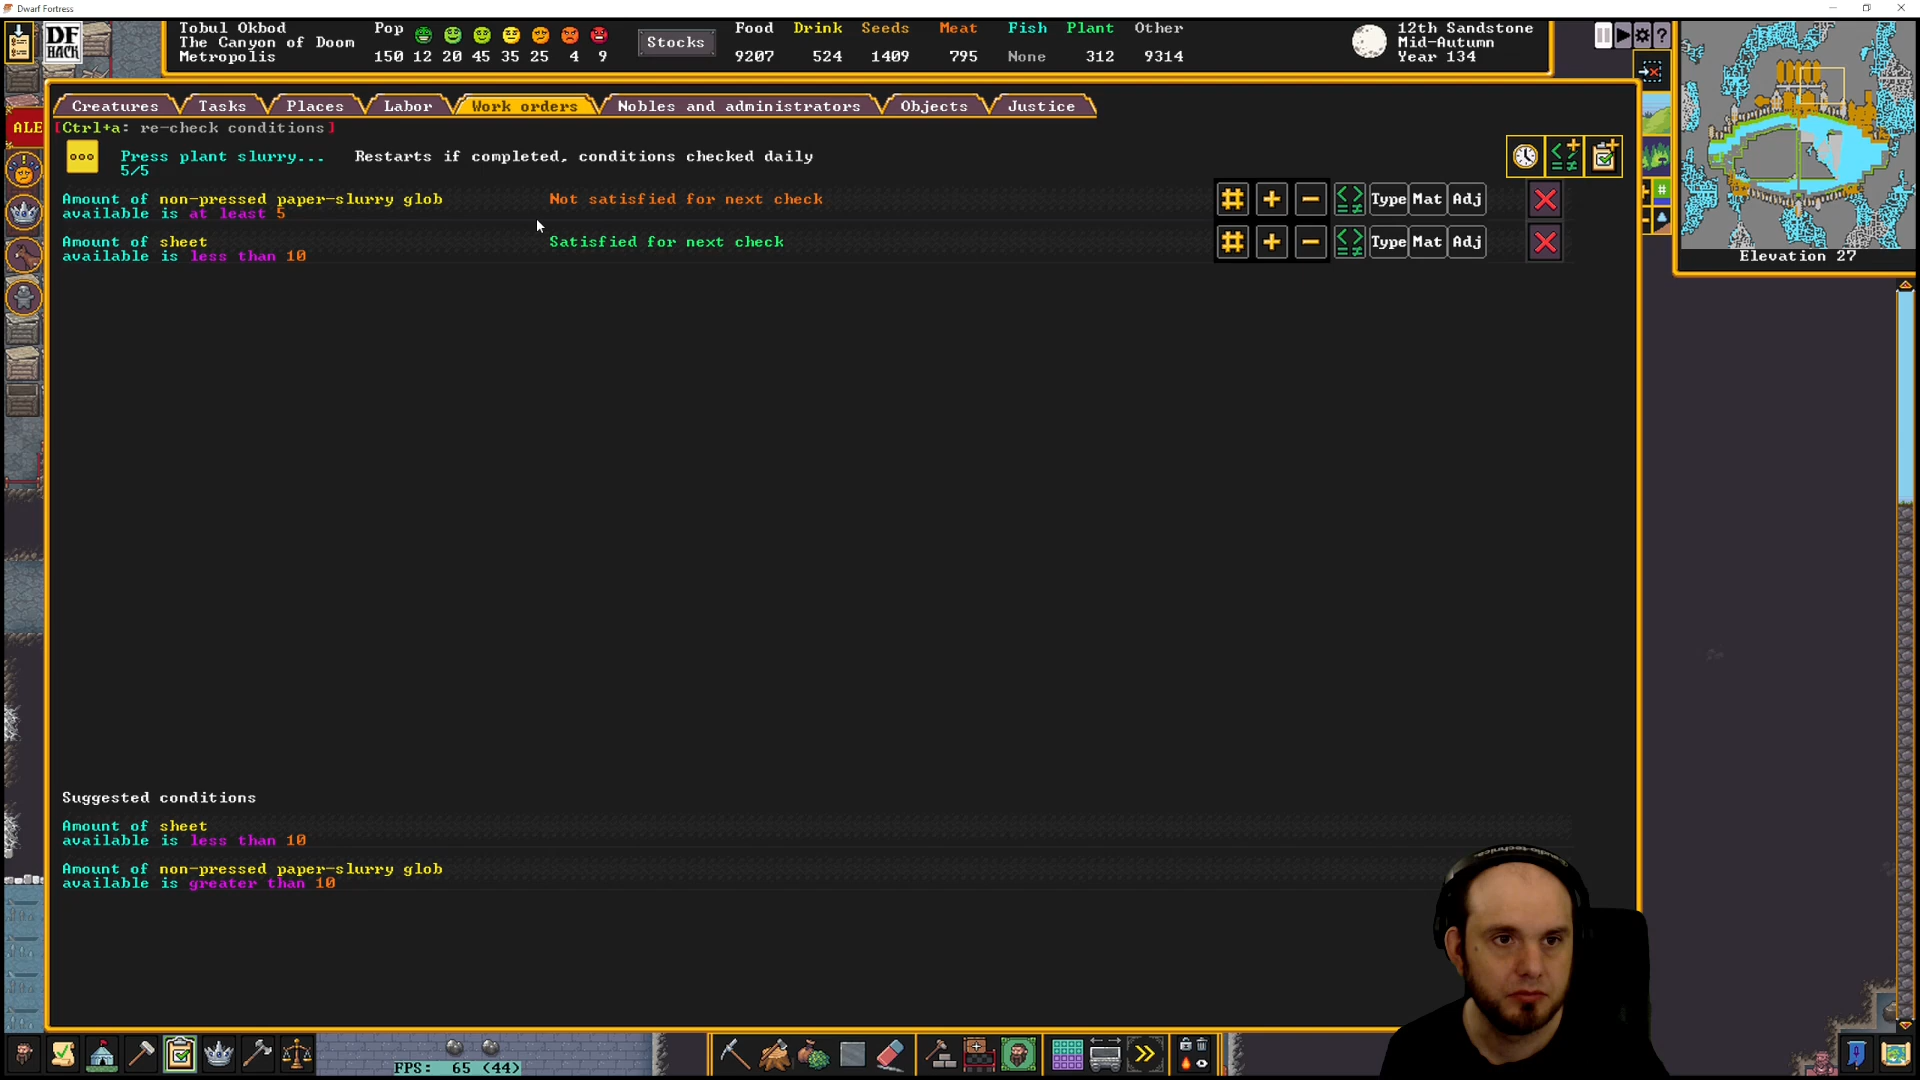 Dwarf Fortress
DF
HACK
Tobul Okbod
The Canyon of Doom
Metropolis
Pop
150 12 20 45 35 25 4 9
Stocks
Food Drink Seeds Meat Fish Plant Other
9207 524 1409 795 None 312 9314
12th Sandstone
Mid-Autumn
Year 134
?
Elevation 27
ALE
Creatures Tasks Places Labor Work orders Nobles and administrators Objects Justice
[Ctrl+a: re-check conditions]
Press plant slurry... Restarts if completed, conditions checked daily
5/5
Amount of non-pressed paper-slurry glob Not satisfied for next check
available is at least 5
Type Mat Adj
Amount of sheet Satisfied for next check
available is less than 10
Type Mat Adj
Suggested conditions
Amount of sheet
available is less than 10
Amount of non-pressed paper-slurry glob
available is greater than 10
FPS: 65 (44)